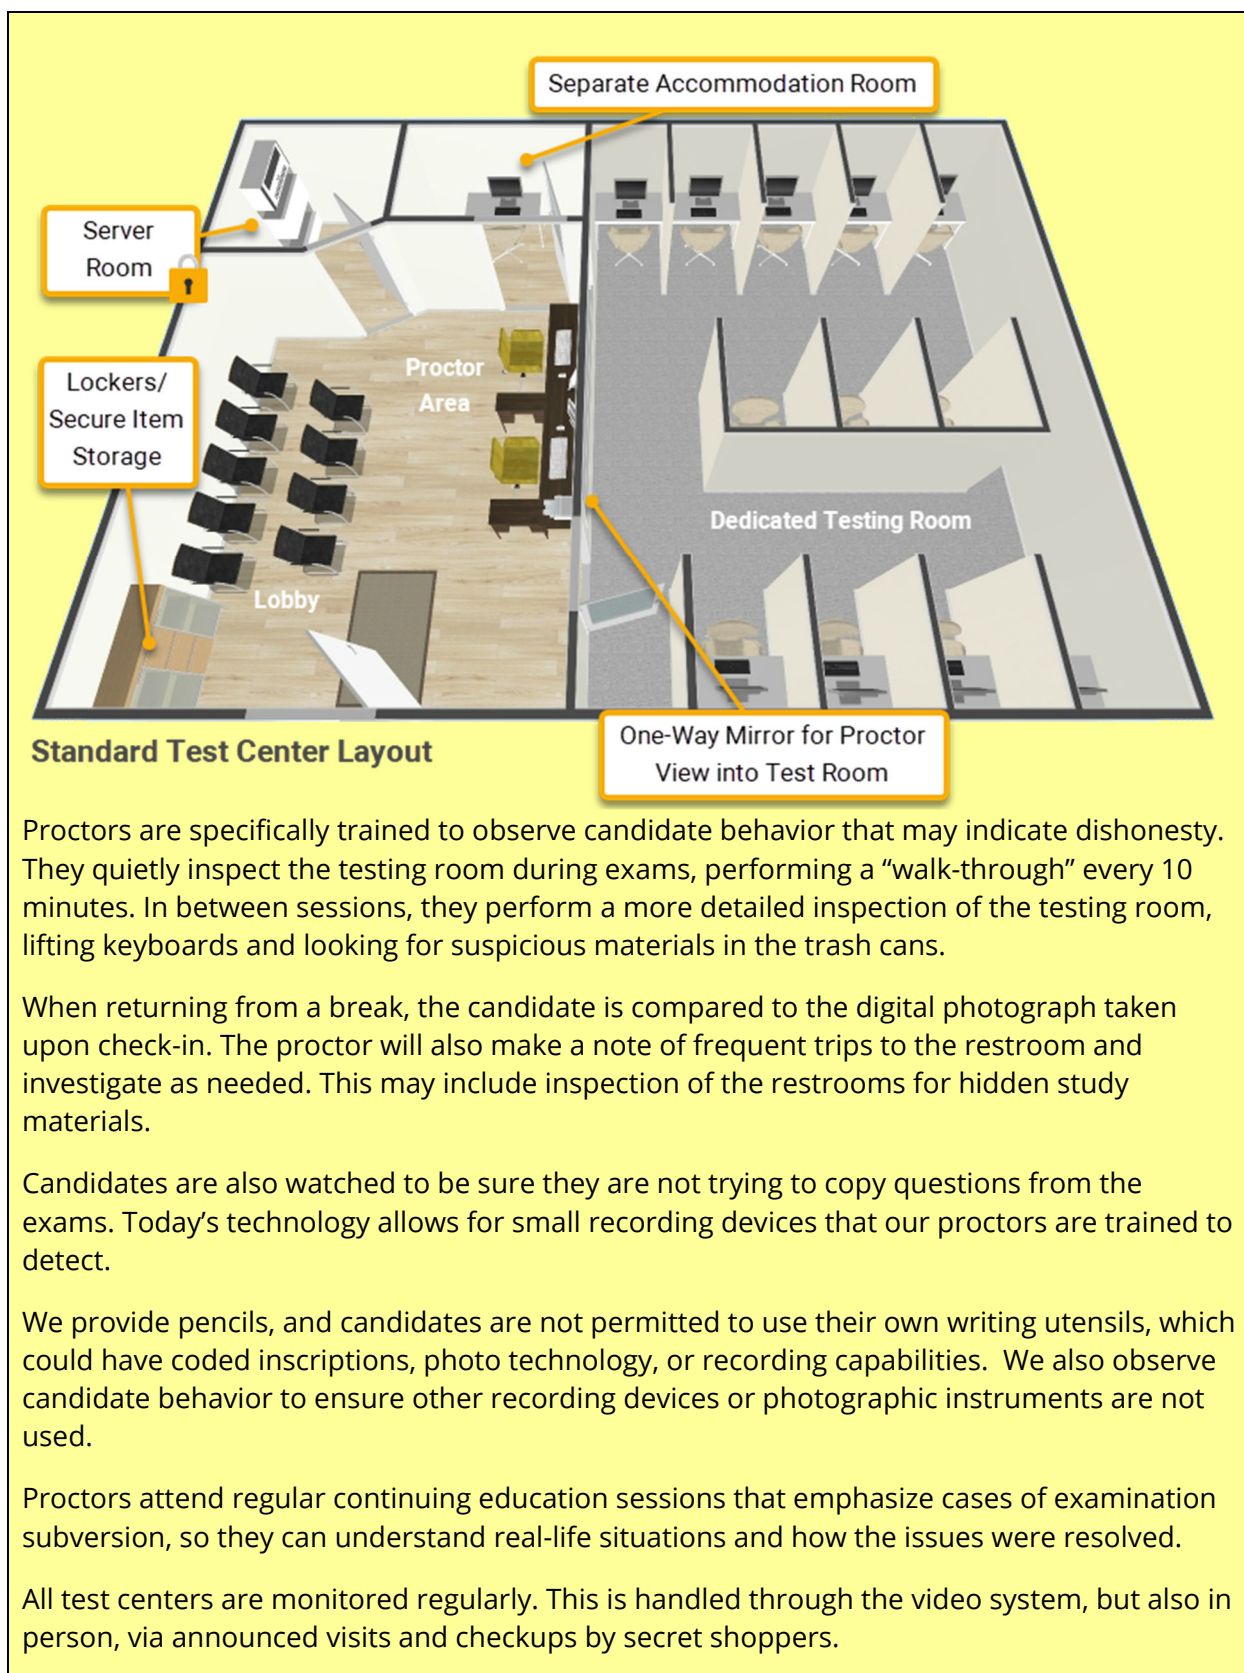 Separate Accommodation Room
Server
Room
Lockers/
Secure Item
Storage
Proctor
Area
Lobby
Dedicated Testing Room
One-Way Mirror for Proctor
View into Test Room
Standard Test Center Layout
Proctors are specifically trained to observe candidate behavior that may indicate dishonesty.
They quietly inspect the testing room during exams, performing a “walk-through” every 10
minutes. In between sessions, they perform a more detailed inspection of the testing room,
lifting keyboards and looking for suspicious materials in the trash cans.
When returning from a break, the candidate is compared to the digital photograph taken
upon check-in. The proctor will also make a note of frequent trips to the restroom and
investigate as needed. This may include inspection of the restrooms for hidden study
materials.
Candidates are also watched to be sure they are not trying to copy questions from the
exams. Today’s technology allows for small recording devices that our proctors are trained to
detect.
We provide pencils, and candidates are not permitted to use their own writing utensils, which
could have coded inscriptions, photo technology, or recording capabilities.  We also observe
candidate behavior to ensure other recording devices or photographic instruments are not
used.
Proctors attend regular continuing education sessions that emphasize cases of examination
subversion, so they can understand real-life situations and how the issues were resolved.
All test centers are monitored regularly. This is handled through the video system, but also in
person, via announced visits and checkups by secret shoppers.